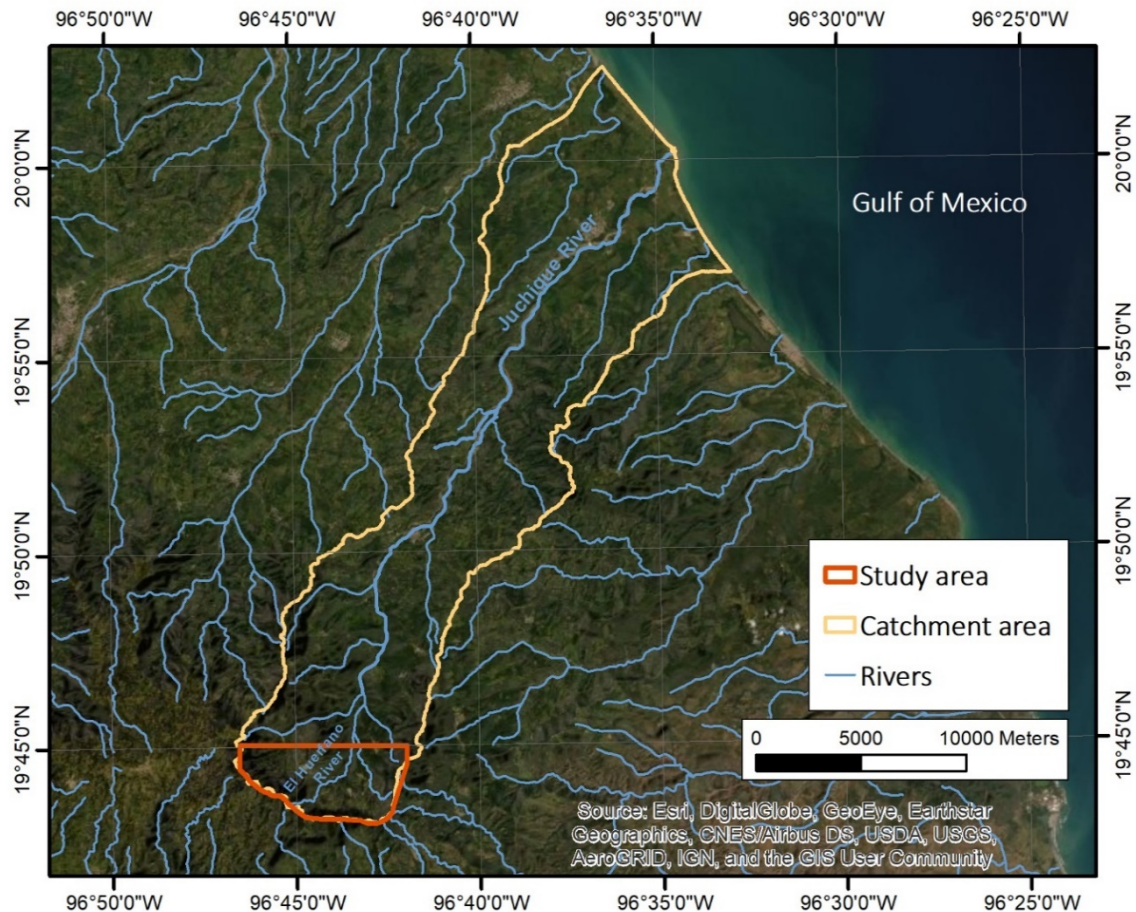 96°50'0"W 96°45'0"W 96°40'0"W 96°35'0"W 96°30'0"W 96°25'0"W
20°0'0"N
20°0'0"N
Gulf of Mexico
Juchique River
19°55'0"N
19°55'0"N
19°50'0"N
19°50'0"N
Study area
Catchment area
Rivers
0 5000 10000 Meters
19°45'0"N
19°45'0"N
El Huerfano
River
Source: Esri, DigitalGlobe, GeoEye, Earthstar
Geographics, CNES/Airbus DS, USDA, USGS,
AeroGRID, IGN, and the GIS User Community
96°50'0"W 96°45'0"W 96°40'0"W 96°35'0"W 96°30'0"W 96°25'0"W